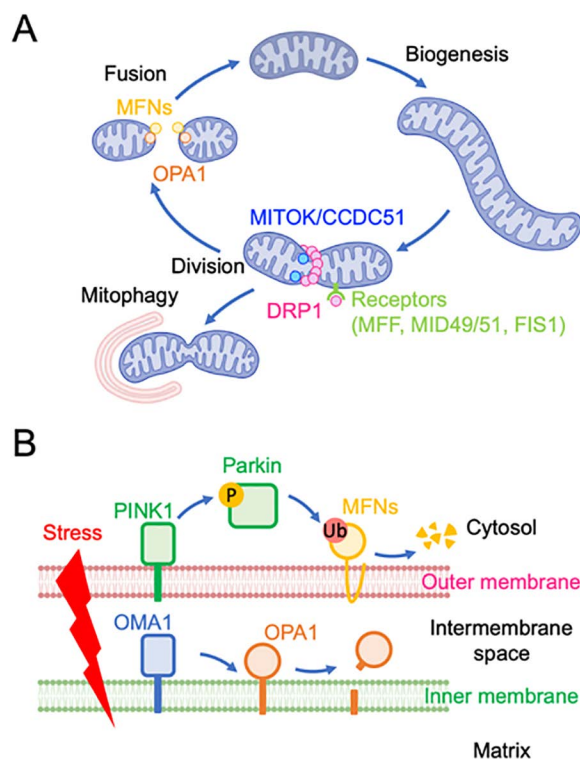 A
Biogenesis
Fusion
MFNs
OPA1
MITOK/CCDC51
Division
Mitophagy
DRP1
Receptors
(MFF, MID49/51, FIS1)
B
Parkin
P
PINK1
MFNs
Stress
Ub
Cytosol
Outer membrane
OMA1
OPA1
Intermembrane
space
Inner membrane
Matrix